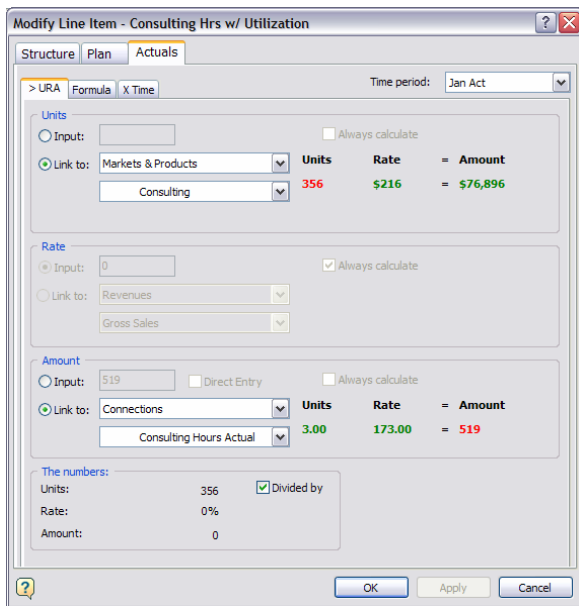 Modify Line Item - Consulting Hrs w/ Utilization
Structure Plan Actuals
> URA Formula X Time Time period: Jan Act
Units
Input: Always calculate
Link to: Markets & Products Units Rate = Amount
Consulting 356 $216 = $76,896
Rate
Input: 0 Always calculate
Link to: Revenues
Gross Sales
Amount
Input: 519 Direct Entry Always calculate
Link to: Connections Units Rate = Amount
Consulting Hours Actual 3.00 173.00 = 519
The numbers:
Units: 356 Divided by
Rate: 0%
Amount: 0
? OK Apply Cancel